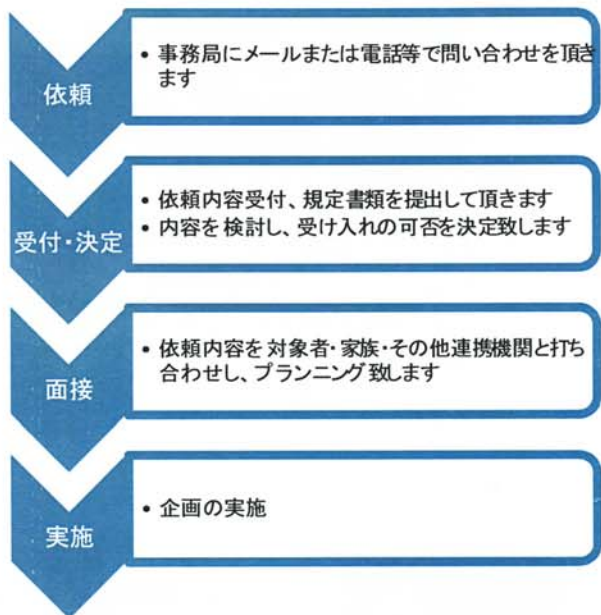 依頼
• 事務局にメールまたは電話等で問い合わせを頂き
ます
受付・決定
• 依頼内容受付、規定書類を提出して頂きます
• 内容を検討し、受け入れの可否を決定致します
面接
• 依頼内容を対象者・家族・その他連携機関と打ち
合わせし、プランニング致します
実施
• 企画の実施